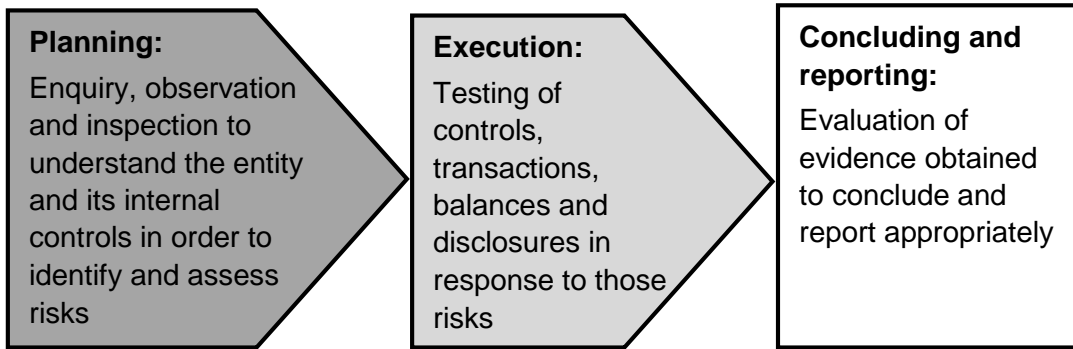 Planning:
Enquiry, observation
and inspection to
understand the entity
and its internal
controls in order to
identify and assess
risks
Execution:
Testing of
controls,
transactions,
balances and
disclosures in
response to those
risks
Concluding and
reporting:
Evaluation of
evidence obtained
to conclude and
report appropriately